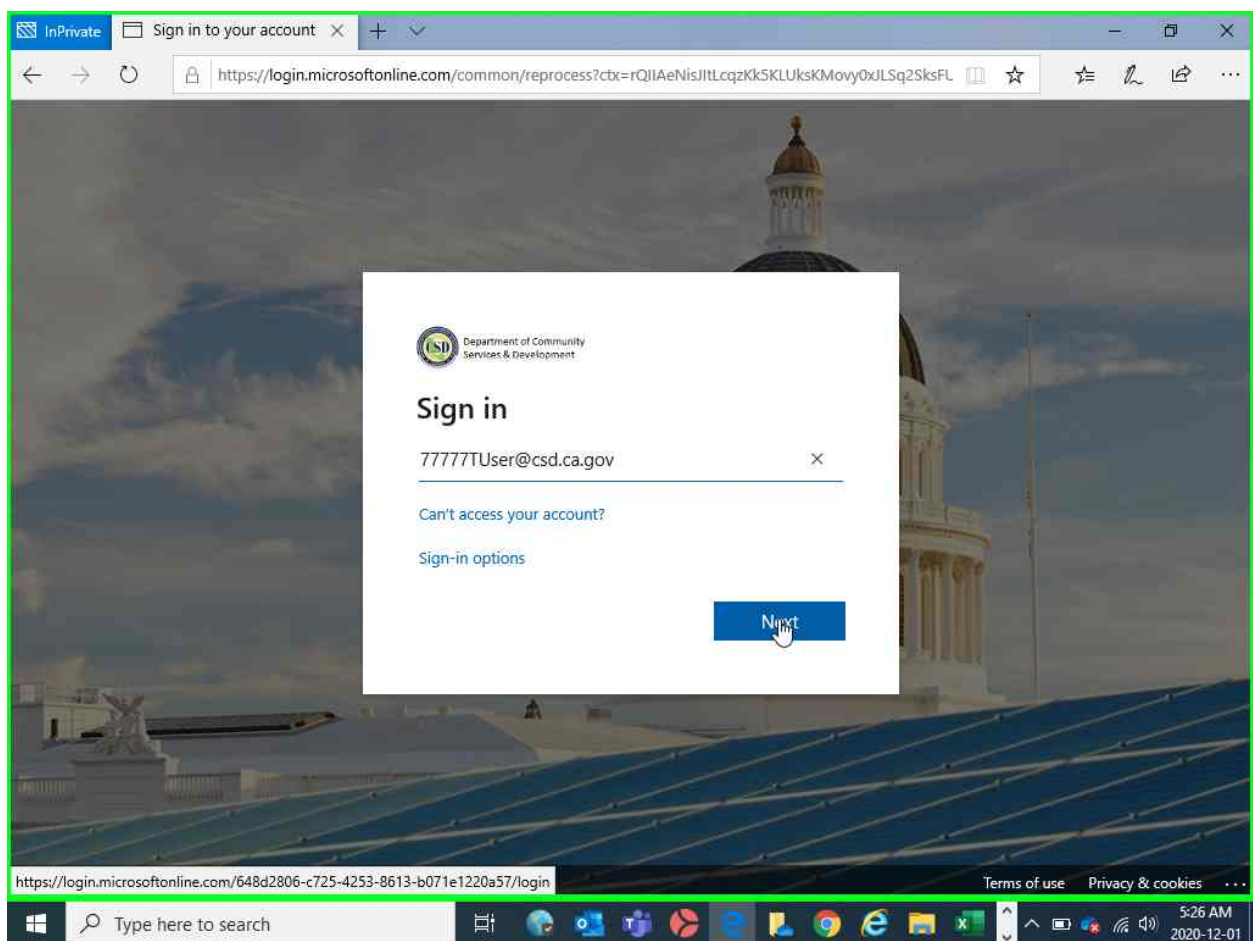 InPrivate
Sign in to your account
https://login.microsoftonline.com/common/reprocess?ctx=
CSD
Department of Community
Services & Development
Sign in
77777TUser@csd.ca.gov
Can't access your account?
Sign-in options
Next
https://login.microsoftonline.com/648d2806-c725-4253-8613-b071e1220a57/login
Terms of use Privacy & cookies ...
Type here to search
5:26 AM
2020-12-01